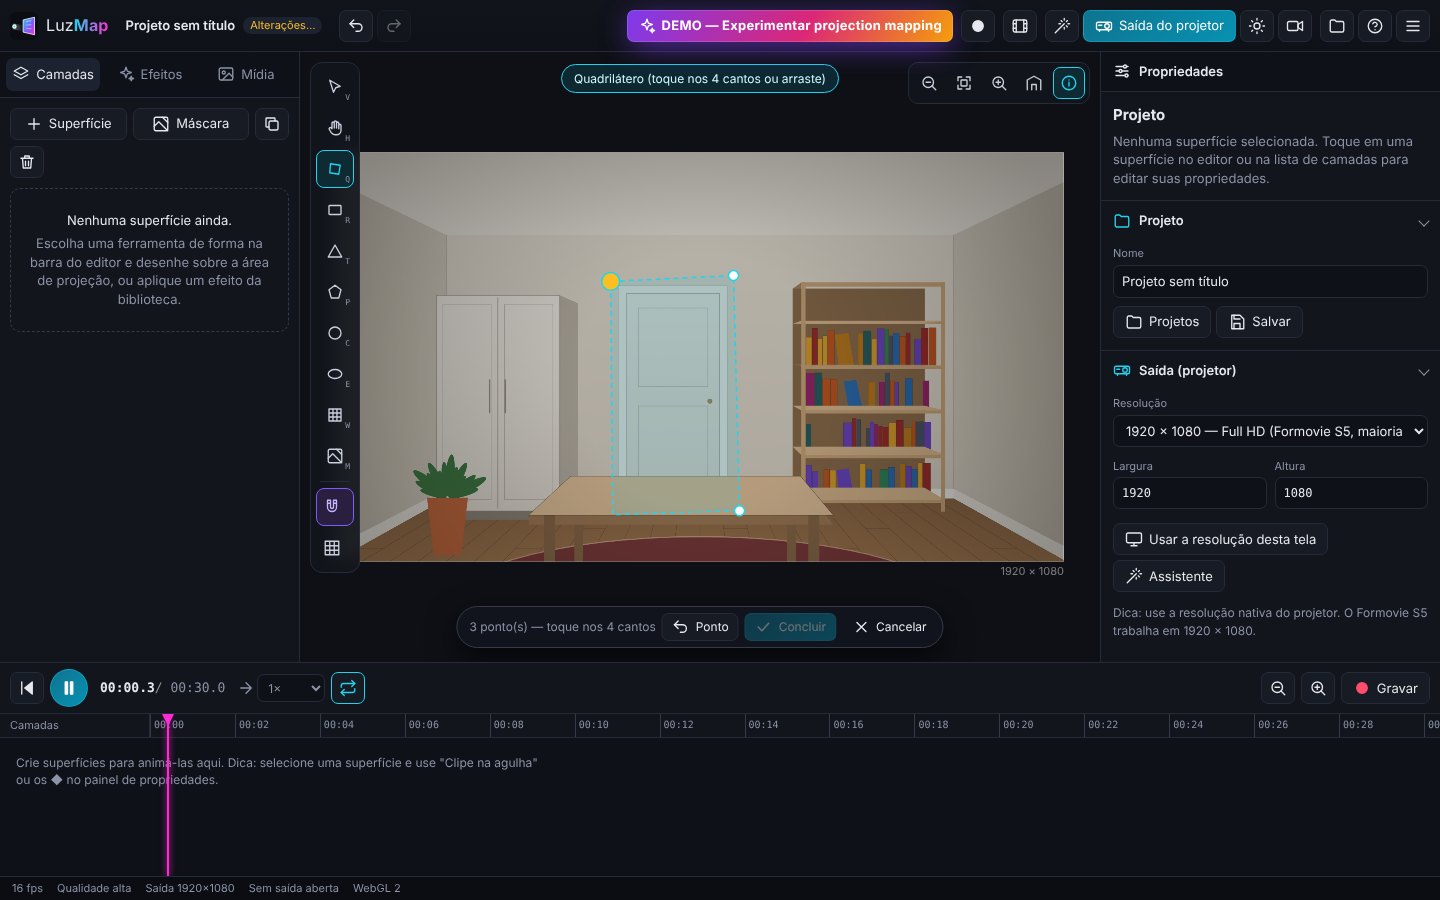 LuzMap
Projeto sem título
Alterações...
DEMO — Experimentar projection mapping
Saída do projetor
Camadas
Efeitos
Mídia
Superfície
Máscara
Nenhuma superfície ainda.
Escolha uma ferramenta de forma na
barra do editor e desenhe sobre a área
de projeção, ou aplique um efeito da
biblioteca.
V
H
Q
R
T
P
C
E
W
M
Quadrilátero (toque nos 4 cantos ou arraste)
1920 × 1080
3 ponto(s) — toque nos 4 cantos
Ponto
Concluir
Cancelar
Propriedades
Projeto
Nenhuma superfície selecionada. Toque em uma
superfície no editor ou na lista de camadas para
editar suas propriedades.
Projeto
Nome
Projeto sem título
Projetos
Salvar
Saída (projetor)
Resolução
1920 × 1080 — Full HD (Formovie S5, maioria
Largura
Altura
1920
1080
Usar a resolução desta tela
Assistente
Dica: use a resolução nativa do projetor. O Formovie S5
trabalha em 1920 × 1080.
00:00.3/ 00:30.0
1×
Gravar
Camadas
00:00
00:02
00:04
00:06
00:08
00:10
00:12
00:14
00:16
00:18
00:20
00:22
00:24
00:26
00:28
00
Crie superfícies para animá-las aqui. Dica: selecione uma superfície e use "Clipe na agulha"
ou os ◆ no painel de propriedades.
16 fps
Qualidade alta
Saída 1920×1080
Sem saída aberta
WebGL 2